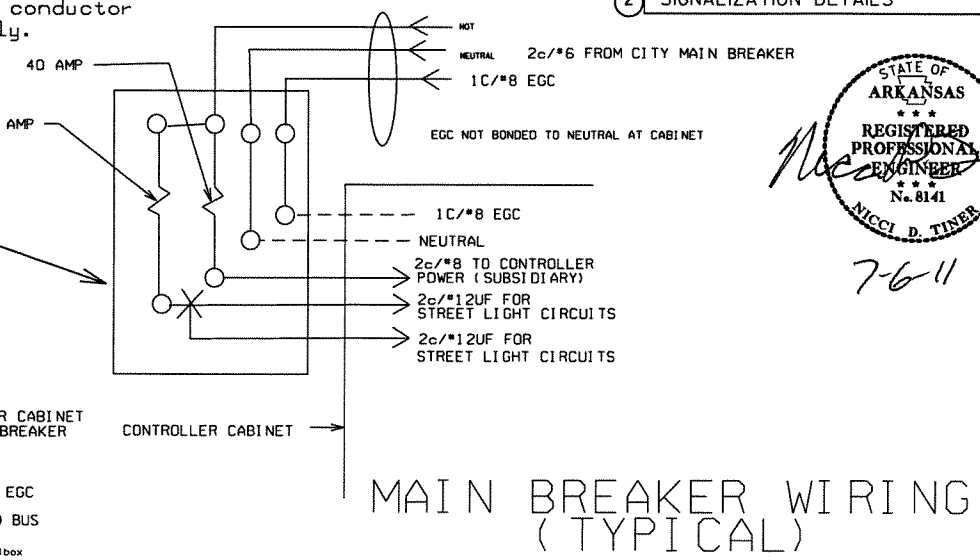 conductor
ly.
2 SIGNALIZATION DETAILS
HOT
NEUTRAL 2c/#6 FROM CITY MAIN BREAKER
1C/#8 EGC
40 AMP
AMP
EGC NOT BONDED TO NEUTRAL AT CABINET
STATE OF
ARKANSAS
★ ★ ★
REGISTERED
PROFESSIONAL
ENGINEER
★ ★ ★
No. 8141
NICCI D. TINER
7-6-11
1C/#8 EGC
NEUTRAL
2c/#8 TO CONTROLLER
POWER (SUBSIDIARY)
2c/#12UF FOR
STREET LIGHT CIRCUITS
2c/#12UF FOR
STREET LIGHT CIRCUITS
R CABINET
BREAKER
CONTROLLER CABINET
EGC
BUS
lbox
MAIN BREAKER WIRING
(TYPICAL)